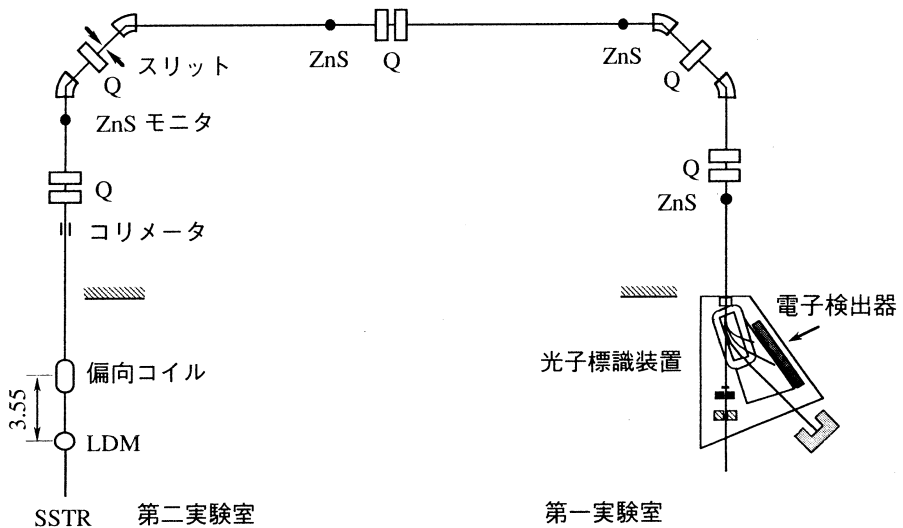 スリット
Q
ZnS
Q
ZnS
Q
ZnS モニタ
Q
Q
ZnS
コリメータ
電子検出器
偏向コイル
光子標識装置
3.55
LDM
SSTR
第二実験室
第一実験室